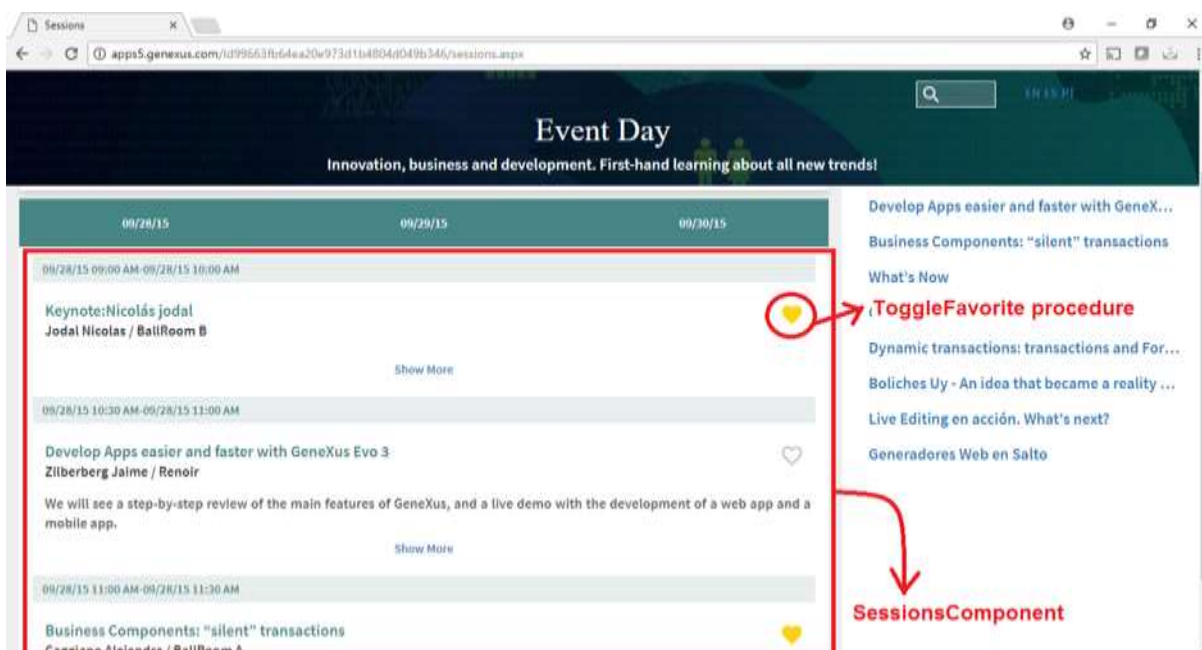 Sessions
apps5.genexus.com/Id99663fb64ea20e973d1b4804d049b346/sessions.aspx
EN ES PT
Event Day
Innovation, business and development. First-hand learning about all new trends!
09/28/15 09/29/15 09/30/15
09/28/15 09:00 AM-09/28/15 10:00 AM
Keynote:Nicolás jodal
Jodal Nicolas / BallRoom B
Show More
09/28/15 10:30 AM-09/28/15 11:00 AM
Develop Apps easier and faster with GeneXus Evo 3
Zilberberg Jaime / Renoir
We will see a step-by-step review of the main features of GeneXus, and a live demo with the development of a web app and a
mobile app.
Show More
09/28/15 11:00 AM-09/28/15 11:30 AM
Business Components: “silent” transactions
Caggiano Alejandra / BallRoom A
Develop Apps easier and faster with GeneX...
Business Components: “silent” transactions
What's Now
ToggleFavorite procedure
Dynamic transactions: transactions and For...
Boliches Uy - An idea that became a reality ...
Live Editing en acción. What's next?
Generadores Web en Salto
SessionsComponent